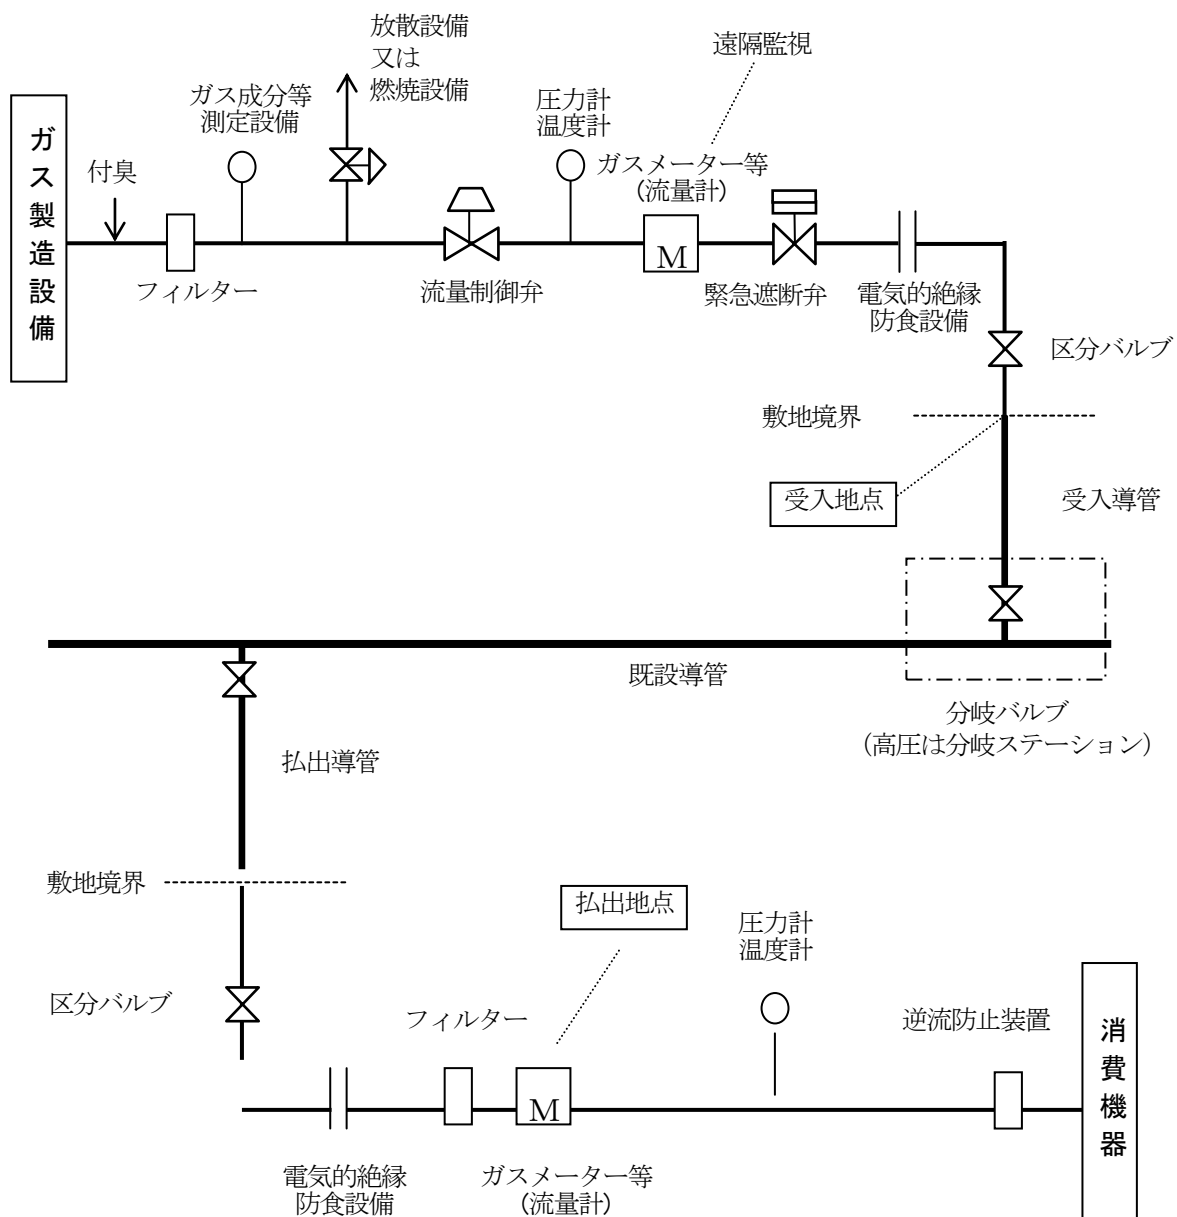 放散設備
又は
燃焼設備
遠隔監視
ガス成分等
測定設備
圧力計
温度計
ガス製造設備
付臭
ガスメーター等
(流量計)
M
フィルター
流量制御弁
緊急遮断弁
電気的絶縁
防食設備
区分バルブ
敷地境界
受入地点
受入導管
既設導管
分岐バルブ
(高圧は分岐ステーション)
払出導管
敷地境界
払出地点
圧力計
温度計
区分バルブ
フィルター
逆流防止装置
消費機器
M
電気的絶縁
防食設備
ガスメーター等
(流量計)